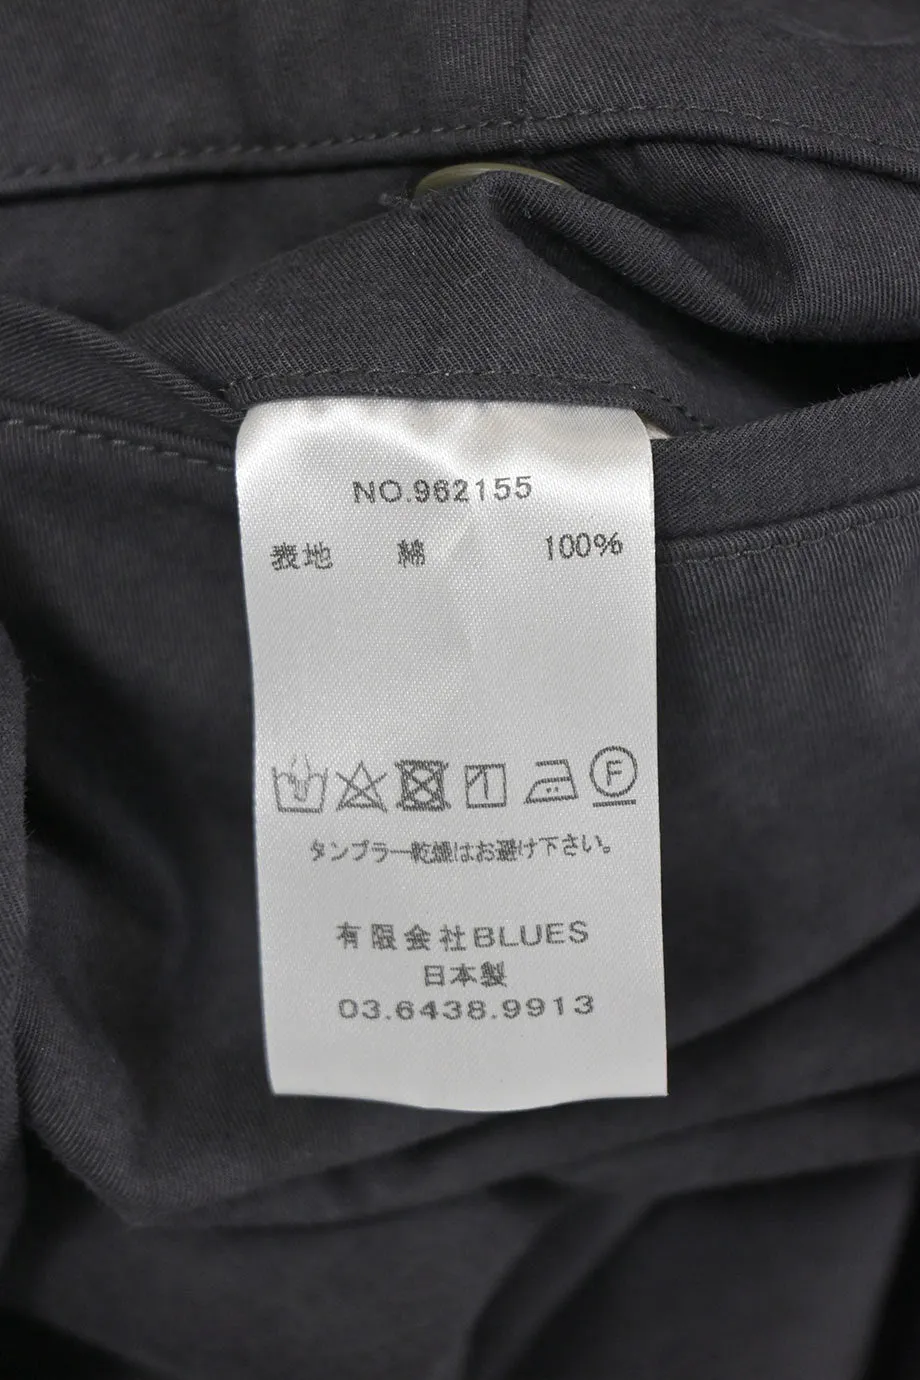 NO.962155
表地 綿 100%
F
タンブラー乾燥はお避け下さい。
有限会社BLUES
日本製
03.6438.9913